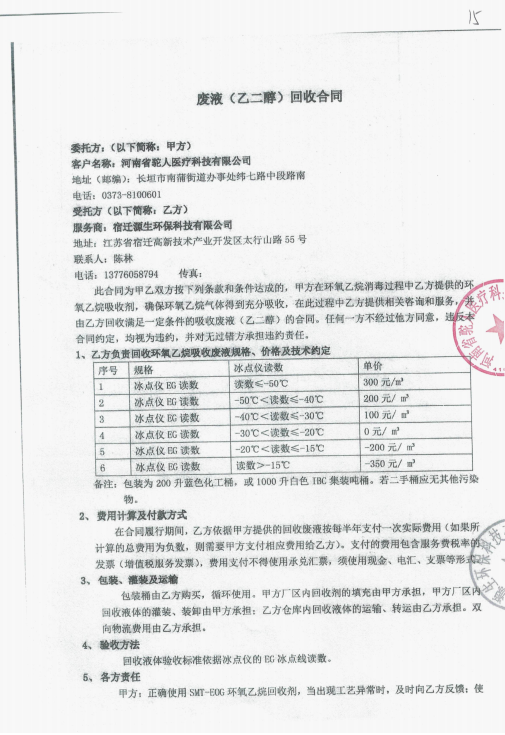 15
废液（乙二醇）回收合同
委托方：（以下简称：甲方）
客户名称：河南省驼人医疗科技有限公司
地址（邮编）：长垣市南蒲街道办事处纬七路中段路南
电话：0373-8100601
受托方（以下简称：乙方）
服务商：宿迁源生环保科技有限公司
地址：江苏省宿迁高新技术产业开发区太行山路 55 号
联系人：陈林
电话：13776058794 传真：
此合同为甲乙双方按下列条款和条件达成的，甲方在环氧乙烷消毒过程中乙方提供的环
氧乙烷吸收剂，确保环氧乙烷气体得到充分吸收，在此过程中乙方提供相关咨询和服务，并
由乙方回收满足一定条件的吸收废液（乙二醇）的合同。任何一方不经过他方同意，违反本
合同约定，均视为违约，并对无过错方承担违约责任。
1、乙方负责回收环氧乙烷吸收废液规格、价格及技术约定
序号 规格 冰点仪读数 单价
1 冰点仪 EG 读数 读数≤-50℃ 300 元/m³
2 冰点仪 EG 读数 -50℃＜读数≤-40℃ 200 元/ m³
3 冰点仪 EG 读数 -40℃＜读数≤-30℃ 100 元/ m³
4 冰点仪 EG 读数 -30℃＜读数≤-20℃ 0 元/ m³
5 冰点仪 EG 读数 -20℃＜读数≤-15℃ -200 元/ m³
6 冰点仪 EG 读数 读数＞-15℃ -350 元/ m³
备注：包装为 200 升蓝色化工桶，或 1000 升白色 IBC 集装吨桶。若二手桶应无其他污染
物。
2、 费用计算及付款方式
在合同履行期间，乙方依据甲方提供的回收废液按每半年支付一次实际费用（如果所
计算的总费用为负数，则需要甲方支付相应费用给乙方）。支付的费用包含服务费税率的
发票（增值税服务发票），费用支付不得使用承兑汇票，须使用现金、电汇、支票等形式。
3、 包装、灌装及运输
包装桶由乙方购买，循环使用。甲方厂区内回收剂的填充由甲方承担，甲方厂区内
回收液体的灌装、装卸由甲方承担；乙方仓库内回收液体的运输、转运由乙方承担。双
向物流费用由乙方承担。
4、 验收方法
回收液体验收标准依据冰点仪的 EG 冰点线读数。
5、 各方责任
甲方：正确使用 SMT-EOG 环氧乙烷回收剂，当出现工艺异常时，及时向乙方反馈；使